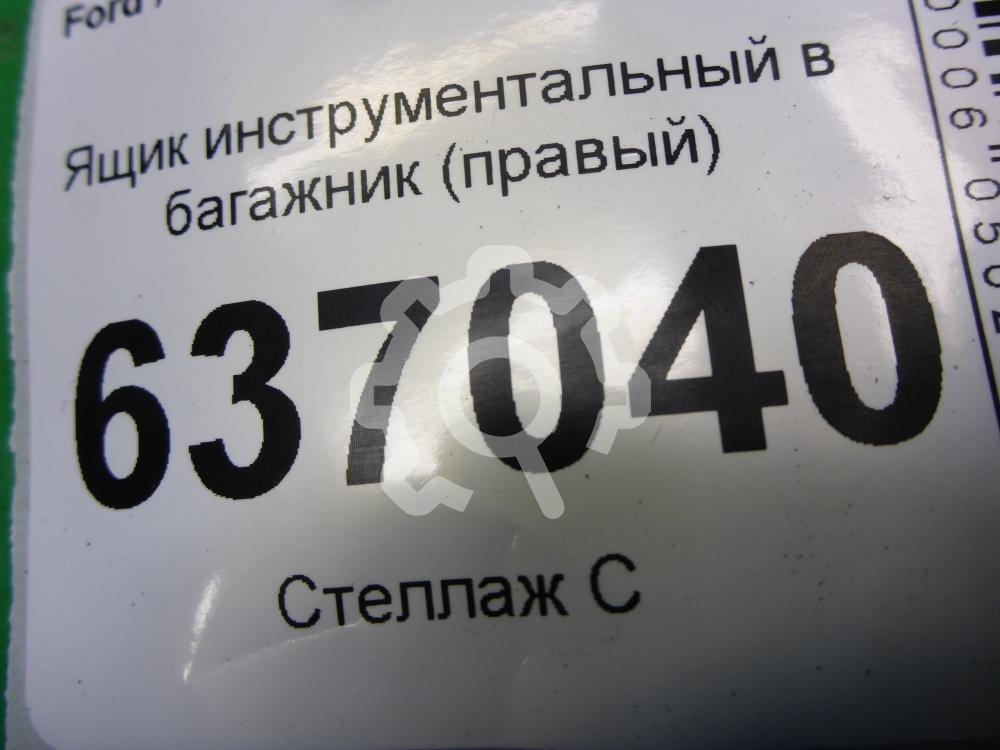 Ford
Ящик инструментальный в
багажник (правый)
637040
Стеллаж С